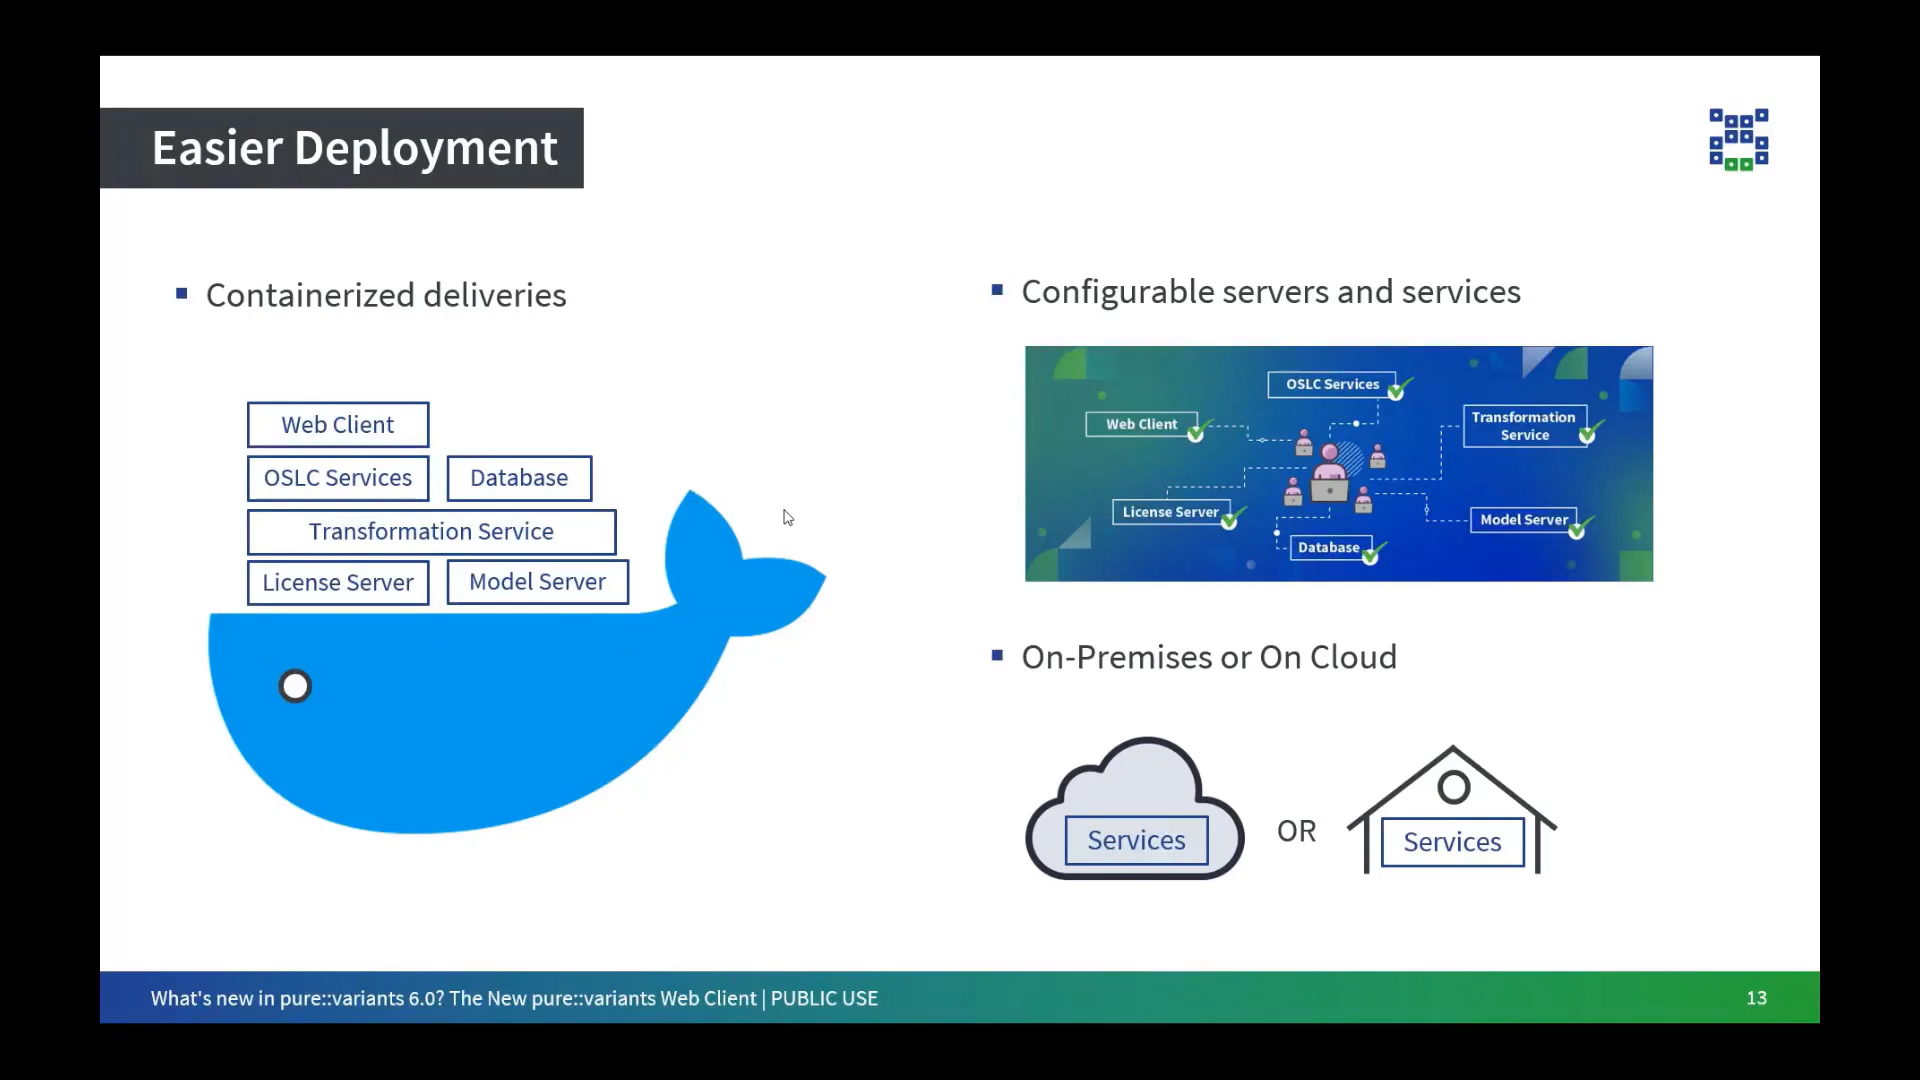 Easier Deployment
Containerized deliveries
Web Client
OSLC Services
Database
Transformation Service
License Server
Model Server
Configurable servers and services
OSLC Services
Web Client
Transformation
Service
License Server
Model Server
Database
On-Premises or On Cloud
Services
OR
Services
What's new in pure::variants 6.0? The New pure::variants Web Client | PUBLIC USE
13